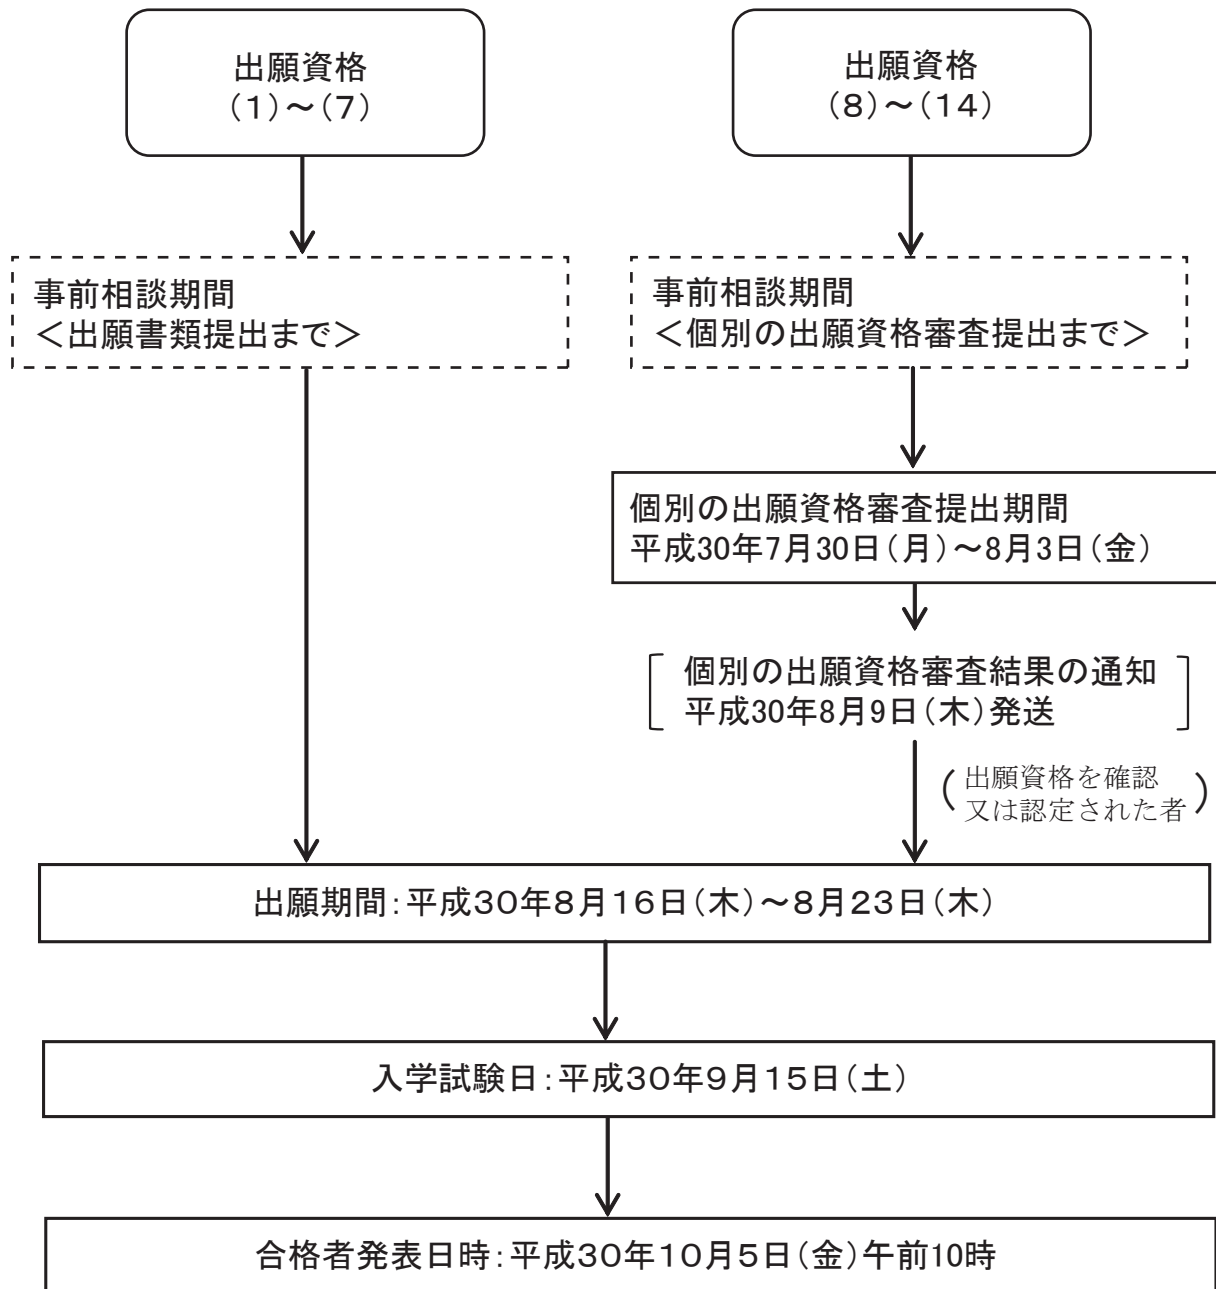 出願資格
(1)～(7)
出願資格
(8)～(14)
事前相談期間
＜出願書類提出まで＞
事前相談期間
＜個別の出願資格審査提出まで＞
個別の出願資格審査提出期間
平成30年7月30日(月)～8月3日(金)
個別の出願資格審査結果の通知
平成30年8月9日(木)発送
(出願資格を確認
又は認定された者)
出願期間:平成30年8月16日(木)～8月23日(木)
入学試験日:平成30年9月15日(土)
合格者発表日時:平成30年10月5日(金)午前10時